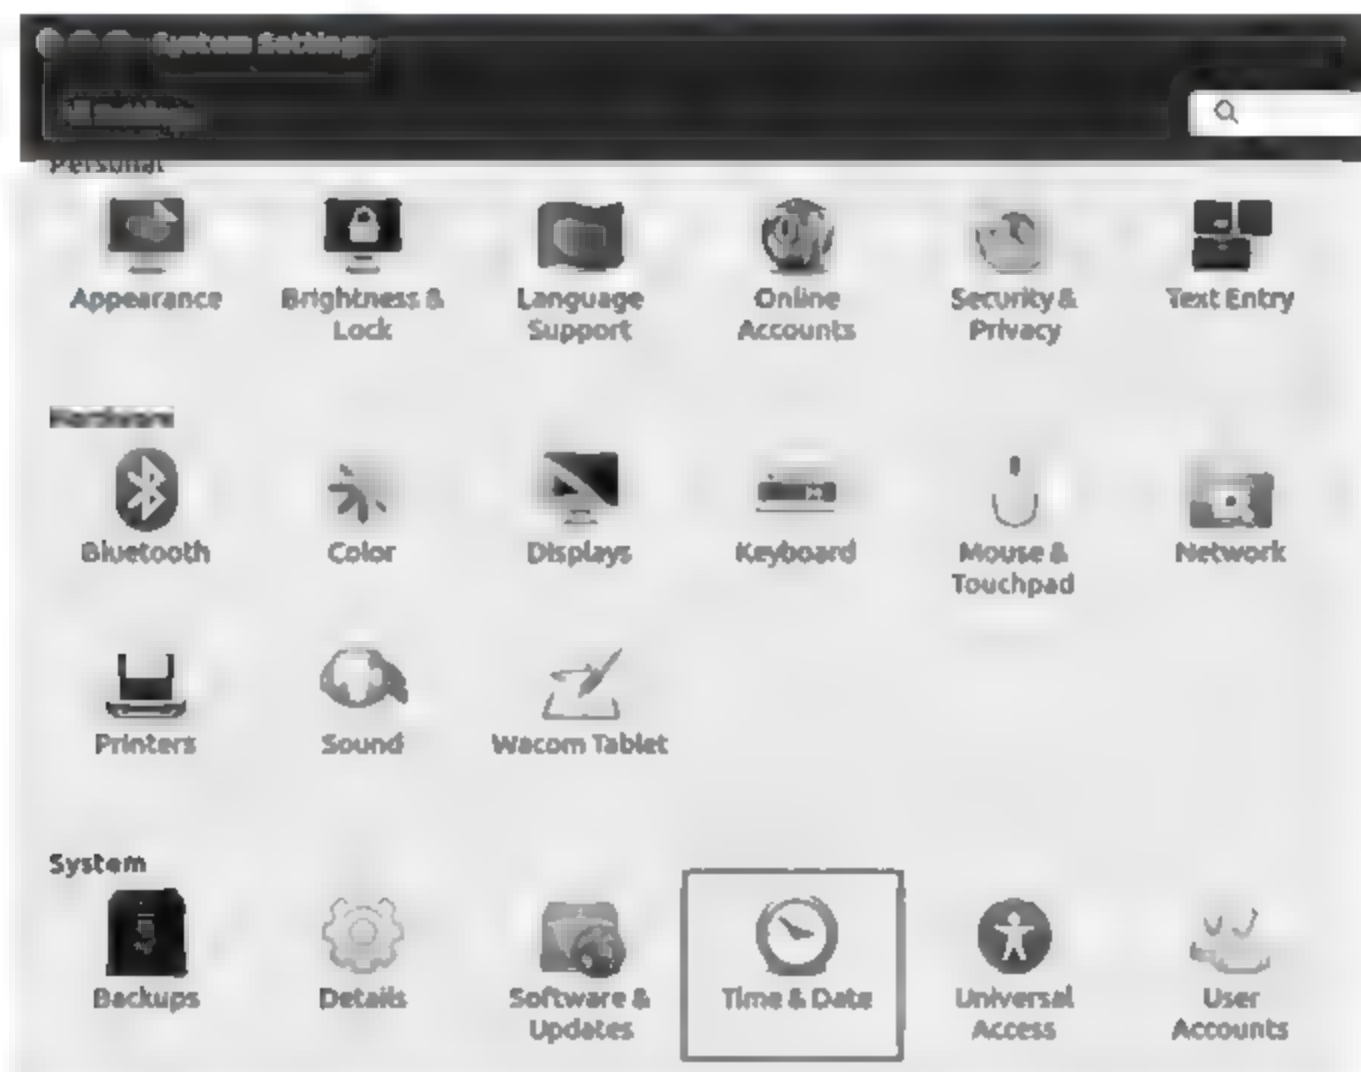 System Settings
Personal
Appearance
Brightness &
Lock
Language
Support
Online
Accounts
Security &
Privacy
Text Entry
Hardware
Bluetooth
Color
Displays
Keyboard
Mouse &
Touchpad
Network
Printers
Sound
Wacom Tablet
System
Backups
Details
Software &
Updates
Time & Date
Universal
Access
User
Accounts